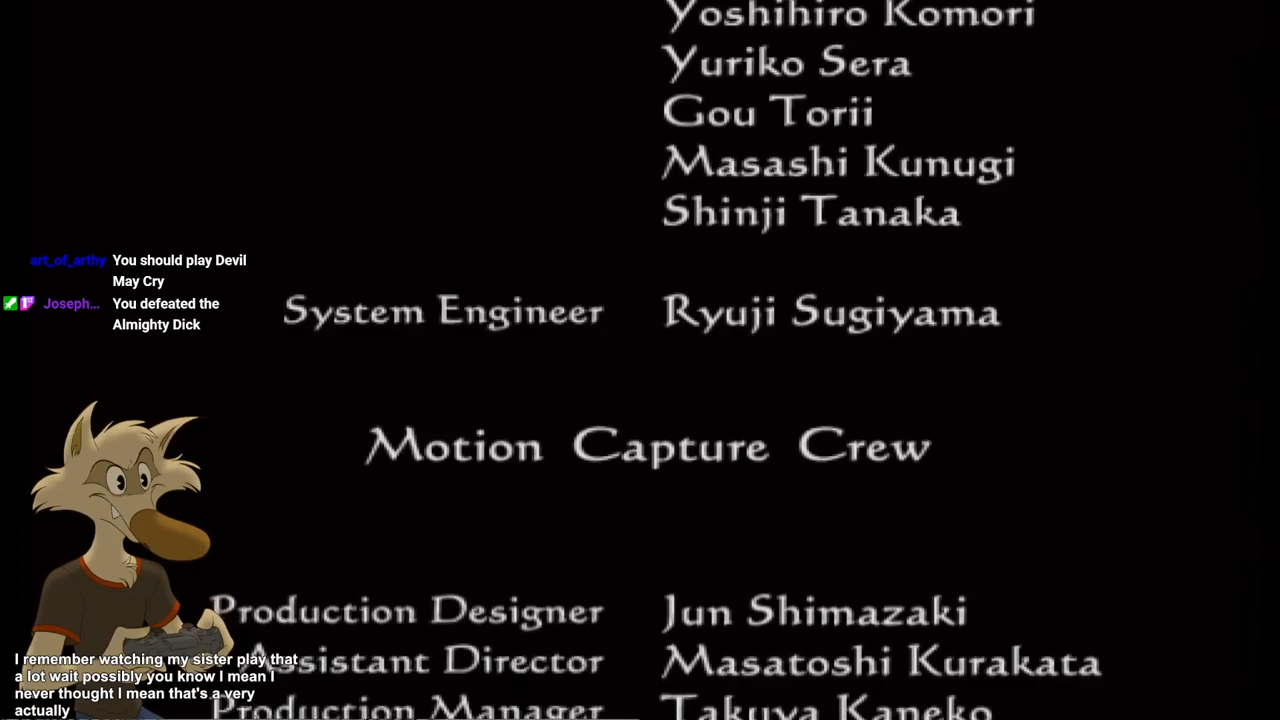 Yoshihiro Komori
Yuriko Sera
Gou Torii
Masashi Kunugi
Shinji Tanaka
art_of_arthy You should play Devil
May Cry
Joseph... You defeated the
Almighty Dick
System Engineer Ryuji Sugiyama
Motion Capture Crew
Production Designer Jun Shimazaki
Assistant Director Masatoshi Kurakata
Production Manager Takuya Kaneko
I remember watching my sister play that
a lot wait possibly you know I mean I
never thought I mean that's a very
actually